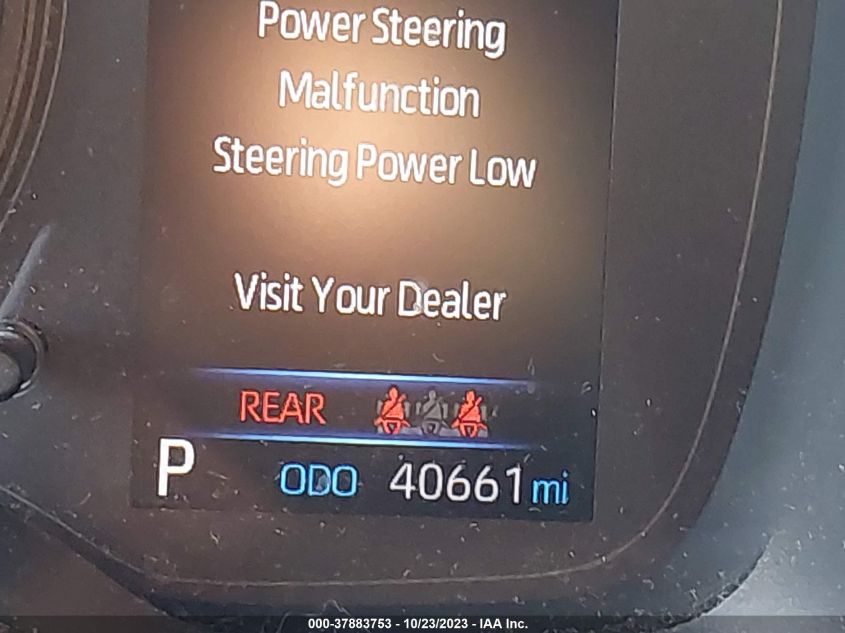 Power Steering
Malfunction
Steering Power Low
Visit Your Dealer
REAR
P ODO 40661 mi
000-37883753 - 10/23/2023 - IAA Inc.